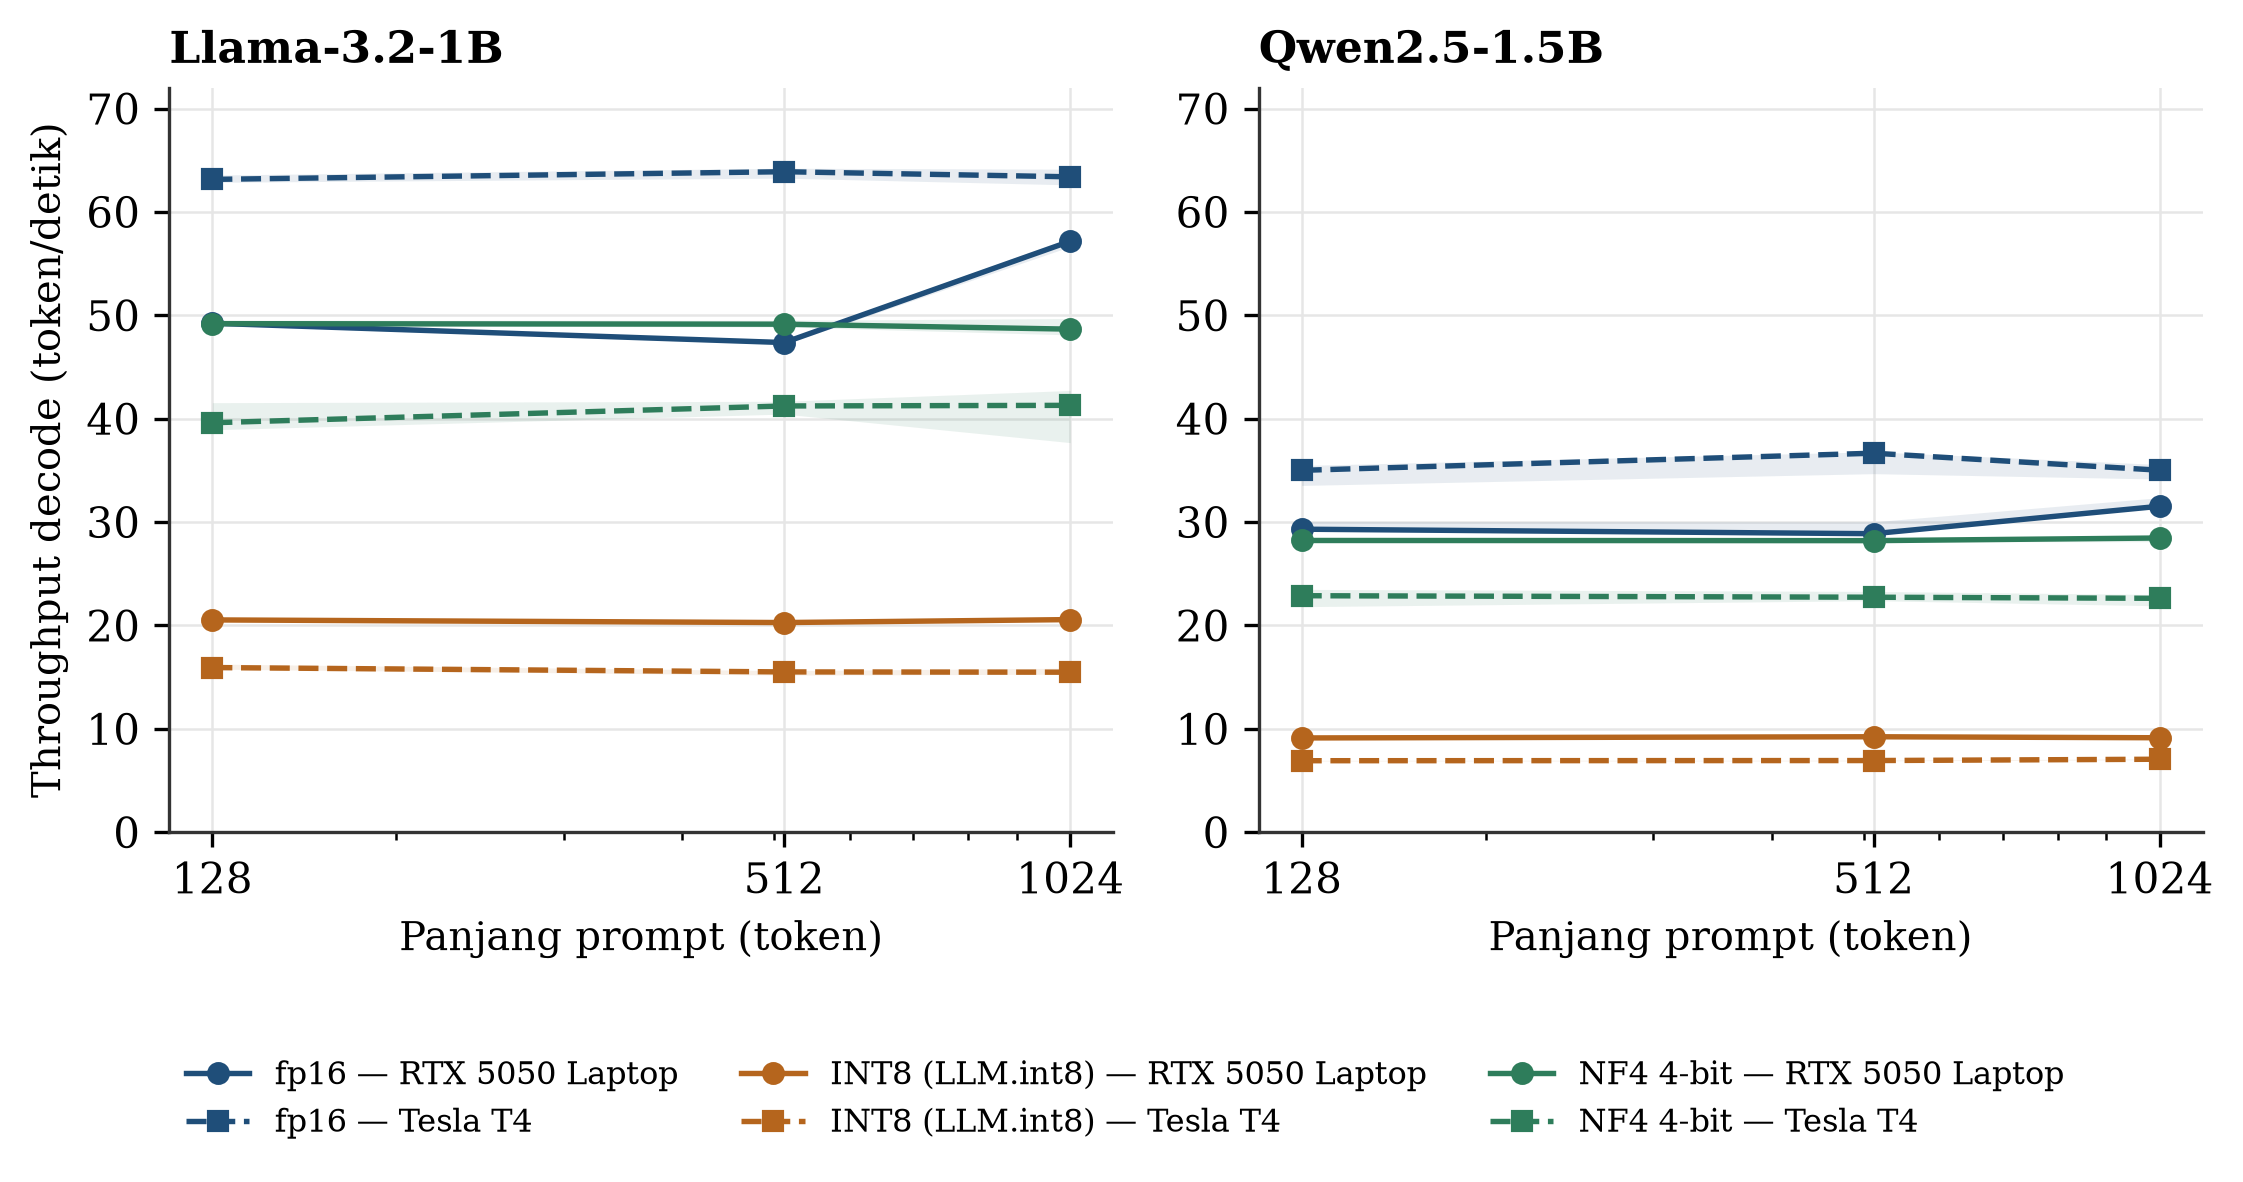 Llama-3.2-1B
Qwen2.5-1.5B
Throughput decode (token/detik)
70
60
50
40
30
20
10
0
128
512
1024
Panjang prompt (token)
70
60
50
40
30
20
10
0
128
512
1024
Panjang prompt (token)
fp16 — RTX 5050 Laptop
INT8 (LLM.int8) — RTX 5050 Laptop
NF4 4-bit — RTX 5050 Laptop
fp16 — Tesla T4
INT8 (LLM.int8) — Tesla T4
NF4 4-bit — Tesla T4